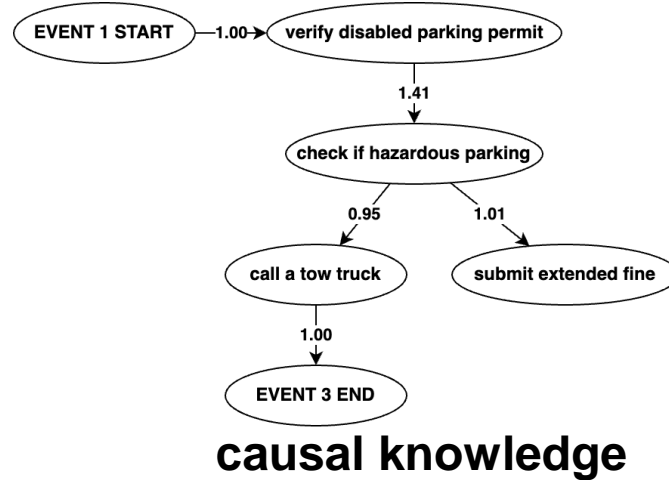 EVENT 1 START
1.00
verify disabled parking permit
1.41
check if hazardous parking
0.95
1.01
call a tow truck
submit extended fine
1.00
EVENT 3 END
causal knowledge